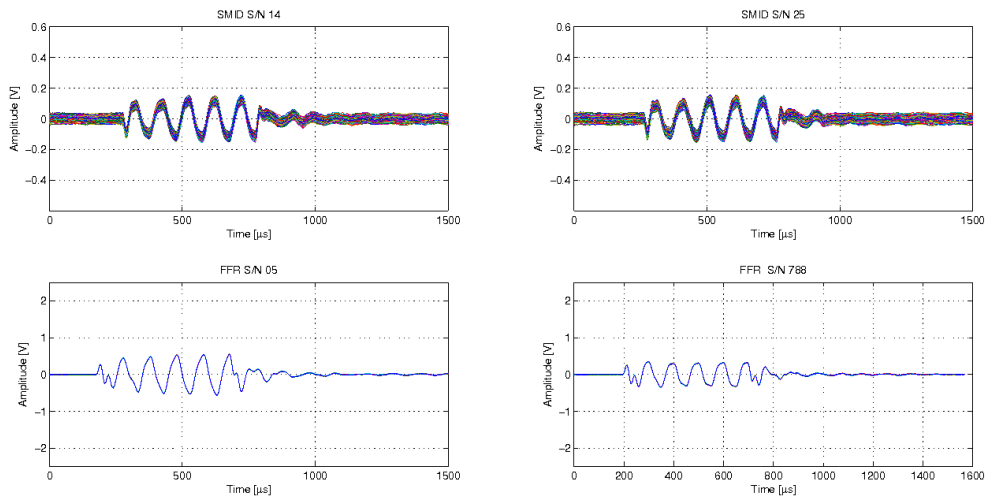 SMID S/N 14
0.6
0.4
0.2
0
−0.2
−0.4
Amplitude [V]
0 500 1000 1500
Time [µs]
SMID S/N 25
0.6
0.4
0.2
0
−0.2
−0.4
Amplitude [V]
0 500 1000 1500
Time [µs]
FFR S/N 05
2
1
0
−1
−2
Amplitude [V]
0 500 1000 1500
Time [µs]
FFR S/N 788
2
1
0
−1
−2
Amplitude [V]
0 200 400 600 800 1000 1200 1400 1600
Time [µs]